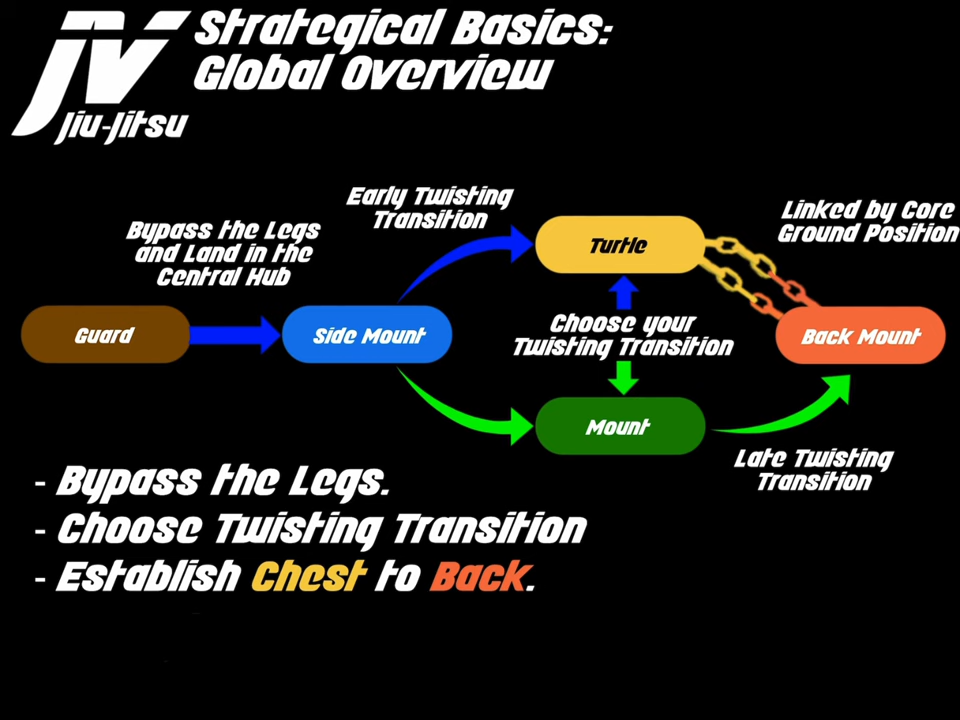 JV
Jiu-Jitsu
Strategical Basics:
Global Overview
Early Twisting
Transition
Bypass the Legs
and Land in the
Central Hub
Linked by Core
Ground Position
Turtle
Guard
Side Mount
Choose your
Twisting Transition
Back Mount
Mount
Late Twisting
Transition
- Bypass the Legs.
- Choose Twisting Transition
- Establish Chest to Back.